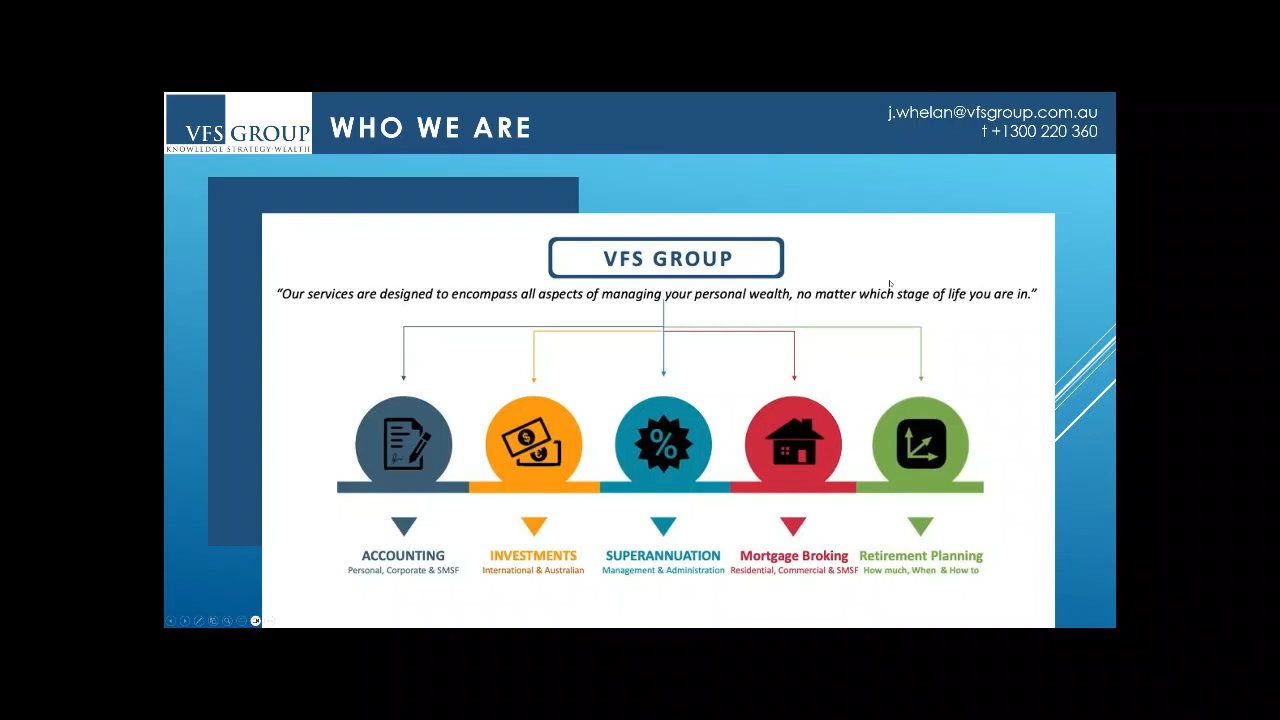 VFS GROUP
KNOWLEDGE·STRATEGY·WEALTH
WHO WE ARE
j.whelan@vfsgroup.com.au
t +1300 220 360
VFS GROUP
“Our services are designed to encompass all aspects of managing your personal wealth, no matter which stage of life you are in.”
$
%
ACCOUNTING INVESTMENTS SUPERANNUATION Mortgage Broking Retirement Planning
Personal, Corporate & SMSF International & Australian Management & Administration Residential, Commercial & SMSF How much, When & How to